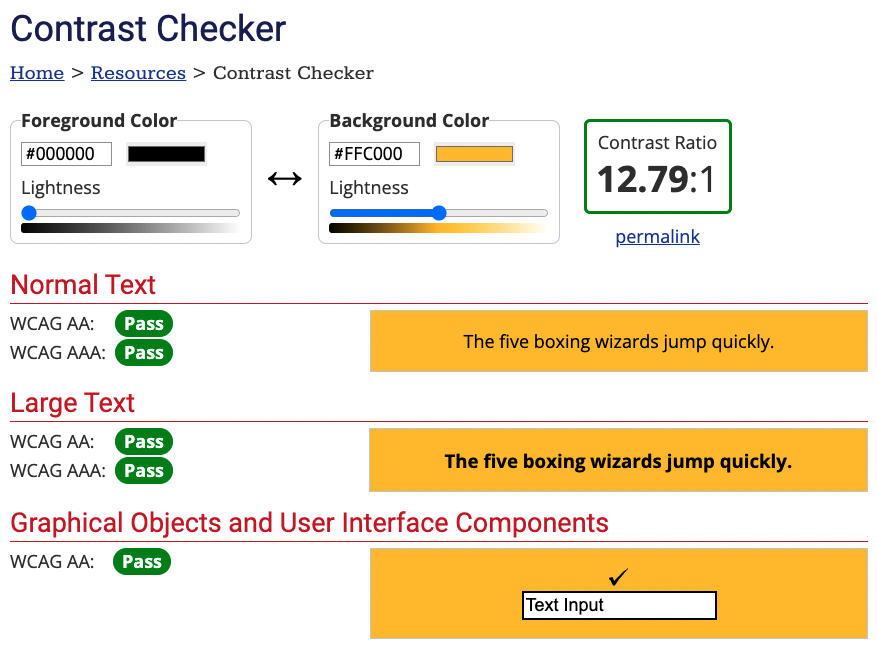 Contrast Checker
Home > Resources > Contrast Checker
Foreground Color
#000000
Lightness
Background Color
#FFC000
Lightness
Contrast Ratio
12.79:1
permalink
Normal Text
WCAG AA: Pass
WCAG AAA: Pass
The five boxing wizards jump quickly.
Large Text
WCAG AA: Pass
WCAG AAA: Pass
The five boxing wizards jump quickly.
Graphical Objects and User Interface Components
WCAG AA: Pass
Text Input